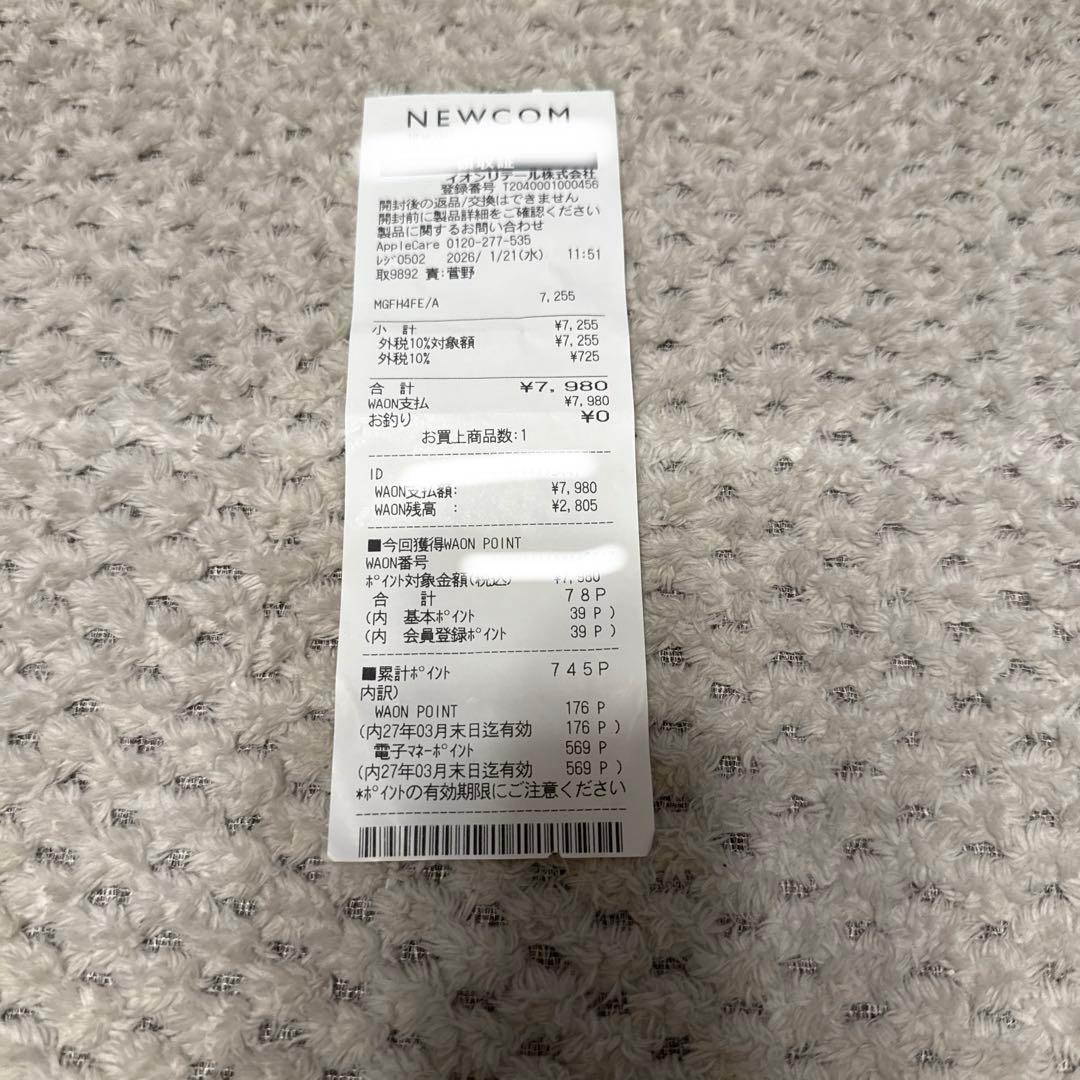 NEWCOM
イオンリテール株式会社
登録番号 T2040001000456
開封後の返品/交換はできません
開封前に製品詳細をご確認ください
製品に関するお問い合わせ
AppleCare 0120-277-535
ﾚｼﾞ0502 2026/ 1/21(水) 11:51
取9892 責:菅野
MGFH4FE/A 7,255
小 計 ¥7,255
外税10%対象額 ¥7,255
外税10% ¥725
合 計 ¥7,980
WAON支払 ¥7,980
お釣り ¥0
お買上商品数:1
ID
WAON支払額: ¥7,980
WAON残高 : ¥2,805
■今回獲得WAON POINT
WAON番号
ﾎﾟｲﾝﾄ対象金額(税込) ¥7,980
合 計 78P
(内 基本ﾎﾟｲﾝﾄ 39 P )
(内 会員登録ﾎﾟｲﾝﾄ 39 P )
■累計ﾎﾟｲﾝﾄ 745P
内訳)
WAON POINT 176 P
(内27年03月末日迄有効 176 P )
電子ﾏﾈｰﾎﾟｲﾝﾄ 569 P
(内27年03月末日迄有効 569 P )
*ﾎﾟｲﾝﾄの有効期限にご注意ください